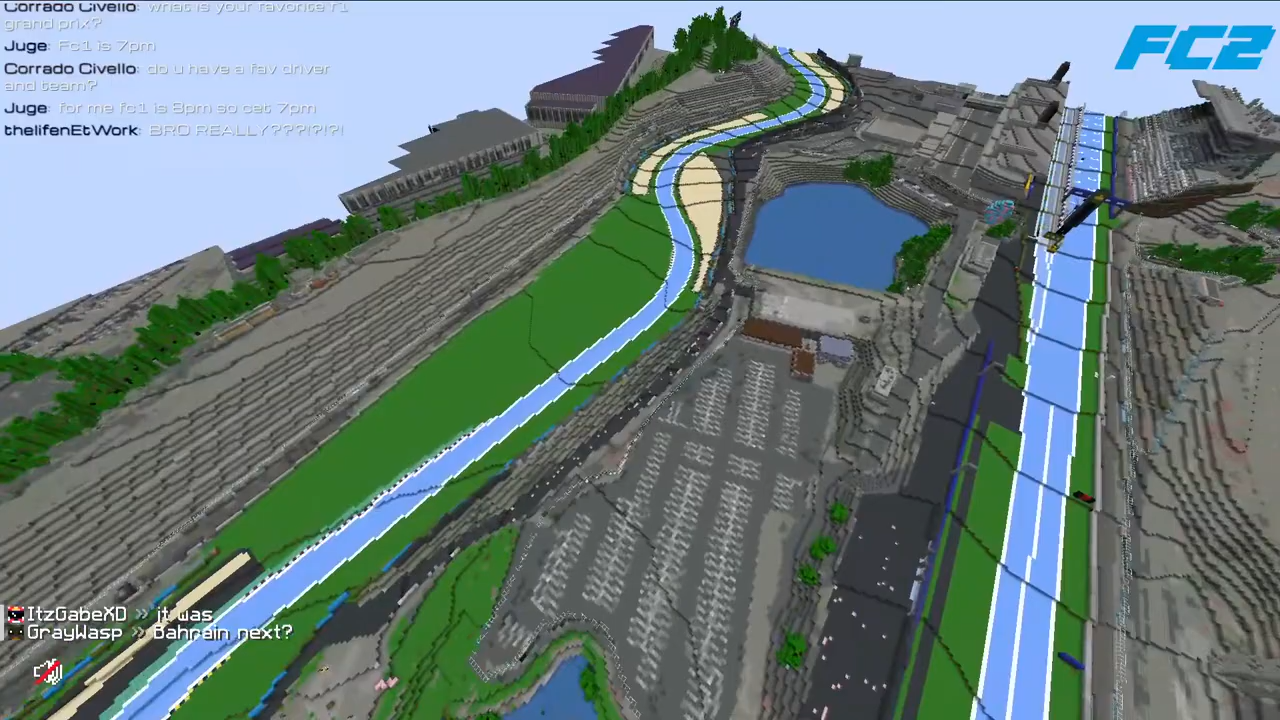 Corrado Civello: what is your favorite f1
grand prix?
Juge: Fc1 is 7pm
Corrado Civello: do u have a fav driver
and team?
Juge: for me fc1 is 8pm so cet 7pm
thelifenEtWork: BRO REALLY???!?!?!
FC2
ItzGabeXD » it was
GrayWasp » Bahrain next?